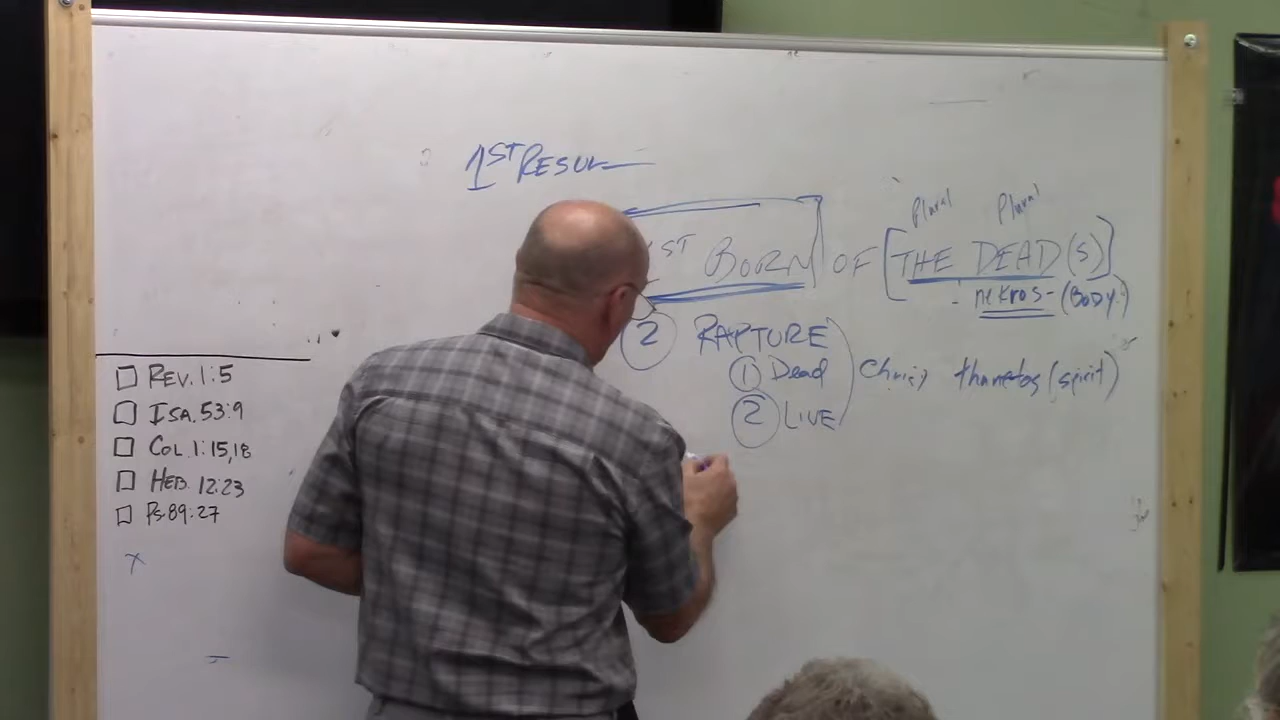 1ST RESUR
Plural Plural
ST BORN OF [THE DEAD(S)]
- nekros - (BODY)
2 RAPTURE
1 Dead thanatos (spirit)
2 LIVE
REV. 1:5
ISA. 53:9
COL. 1:15,18
HEB. 12:23
PS. 89:27
X